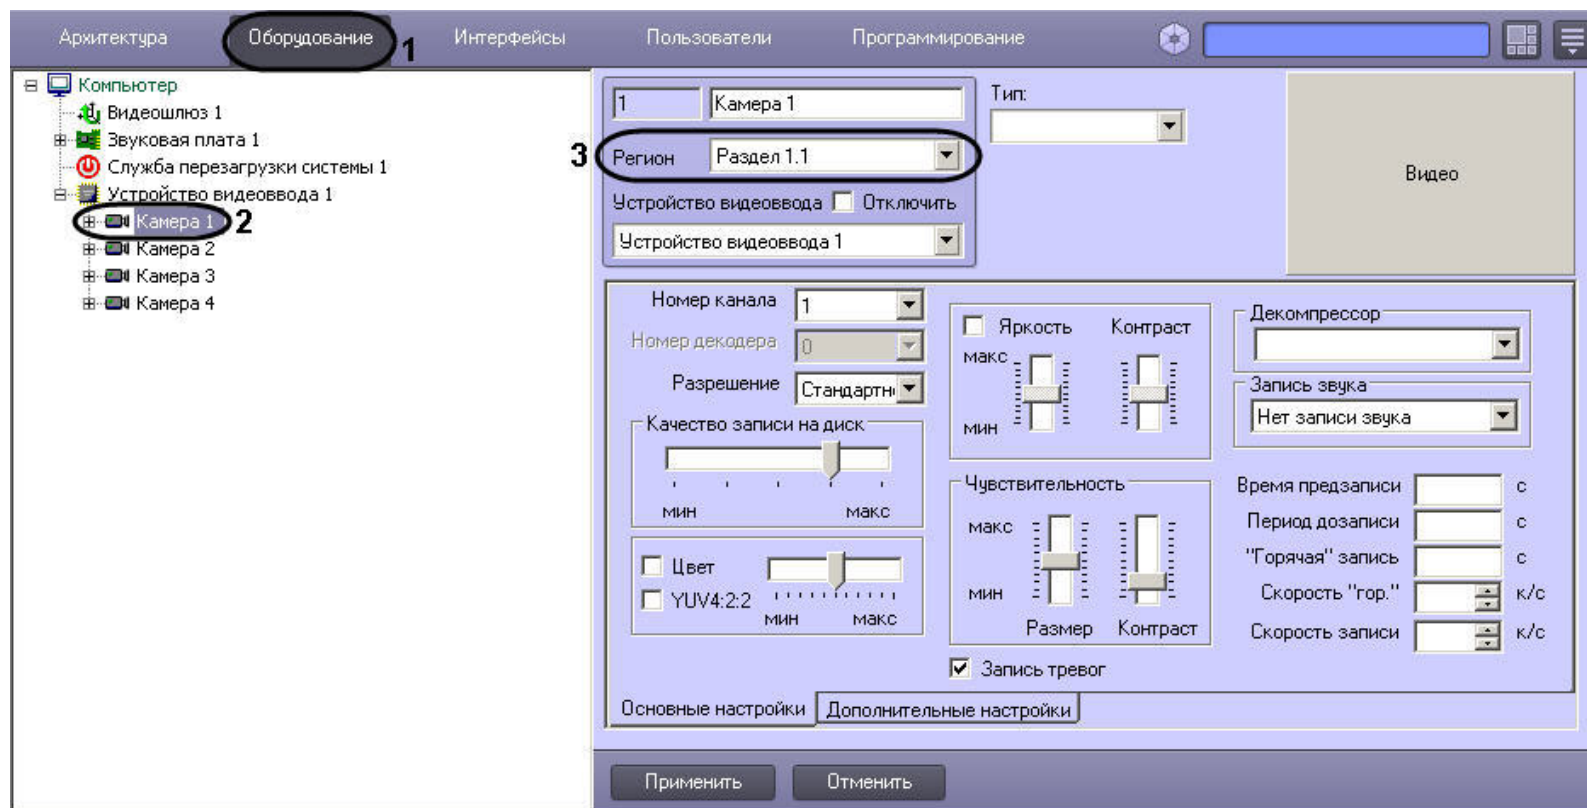 Архитектура Оборудование 1 Интерфейсы Пользователи Программирование
Компьютер
Видеошлюз 1
Звуковая плата 1
Служба перезагрузки системы 1
Устройство видеоввода 1
Камера 1 2
Камера 2
Камера 3
Камера 4
1 Камера 1
3 Регион Раздел 1.1
Устройство видеоввода Отключить
Устройство видеоввода 1
Тип:
Видео
Номер канала 1
Номер декодера 0
Разрешение Стандартн
Качество записи на диск
мин макс
Цвет
YUV4:2:2
мин макс
Яркость Контраст
макс
мин
Чувствительность
макс
мин
Размер Контраст
Запись тревог
Декомпрессор
Запись звука
Нет записи звука
Время предзаписи с
Период дозаписи с
"Горячая" запись с
Скорость "гор." к/с
Скорость записи к/с
Основные настройки Дополнительные настройки
Применить Отменить